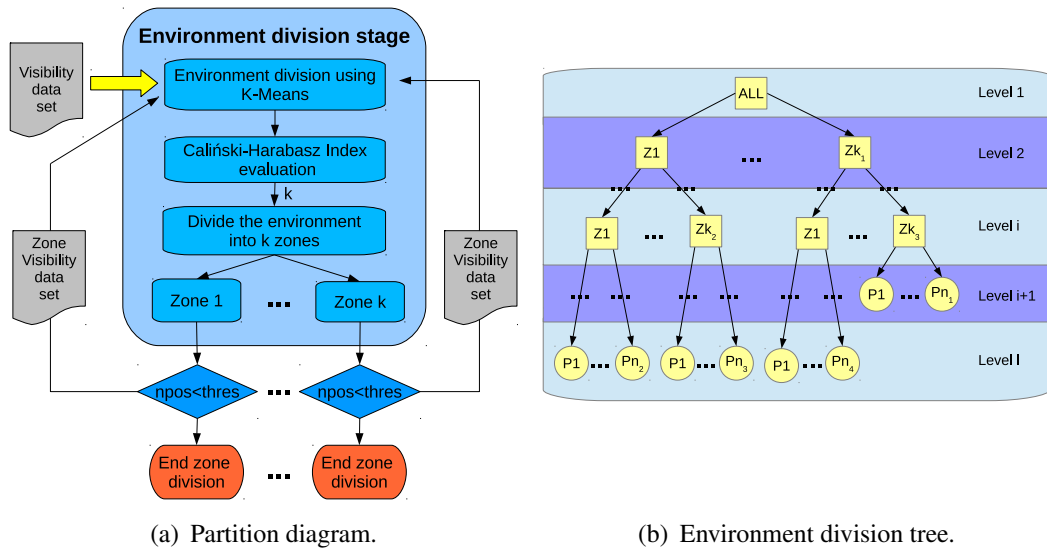 Environment division stage
Visibility
data
set
Environment division using
K-Means
Caliński-Harabasz Index
evaluation
k
Divide the environment
into k zones
Zone
Visibility
data
set
Zone
Visibility
data
set
Zone 1
...
Zone k
npos<thres
...
npos<thres
End zone
division
...
End zone
division
(a) Partition diagram.
ALL
Level 1
Z1
...
Zk1
Level 2
... ... ... ...
Z1
...
Zk2
Z1
...
Zk3
Level i
... ... ... ... ... ...
P1
...
Pn1
Level i+1
P1
...
Pn2
P1
...
Pn3
P1
...
Pn4
Level l
(b) Environment division tree.